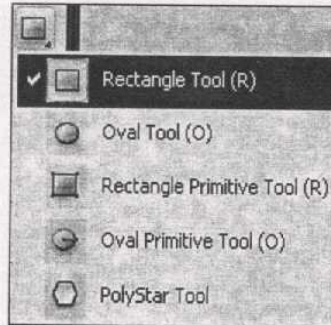 Rectangle Tool (R)
Oval Tool (O)
Rectangle Primitive Tool (R)
Oval Primitive Tool (O)
PolyStar Tool